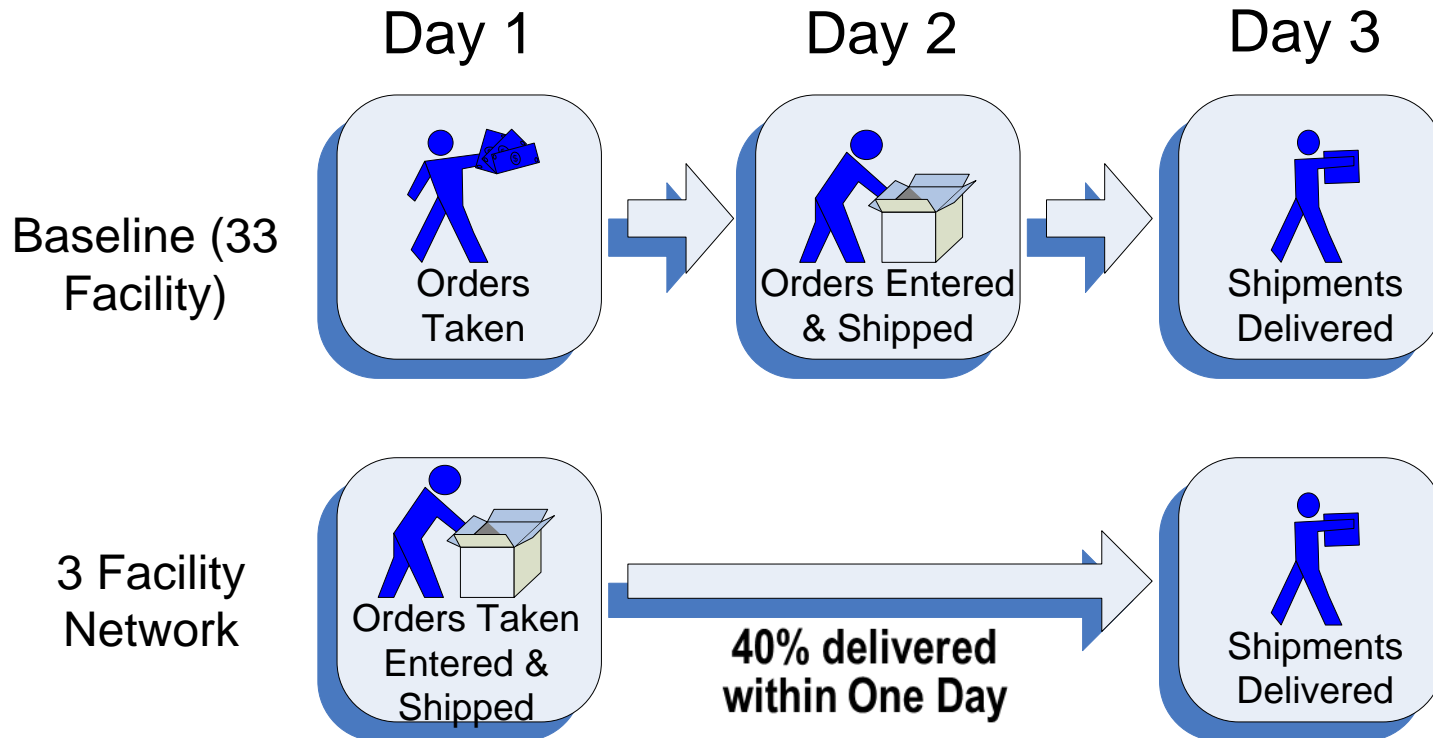 Day 1
Day 2
Day 3
Baseline (33
Facility)
Orders
Taken
Orders Entered
& Shipped
Shipments
Delivered
3 Facility
Network
Orders Taken
Entered &
Shipped
40% delivered
within One Day
Shipments
Delivered